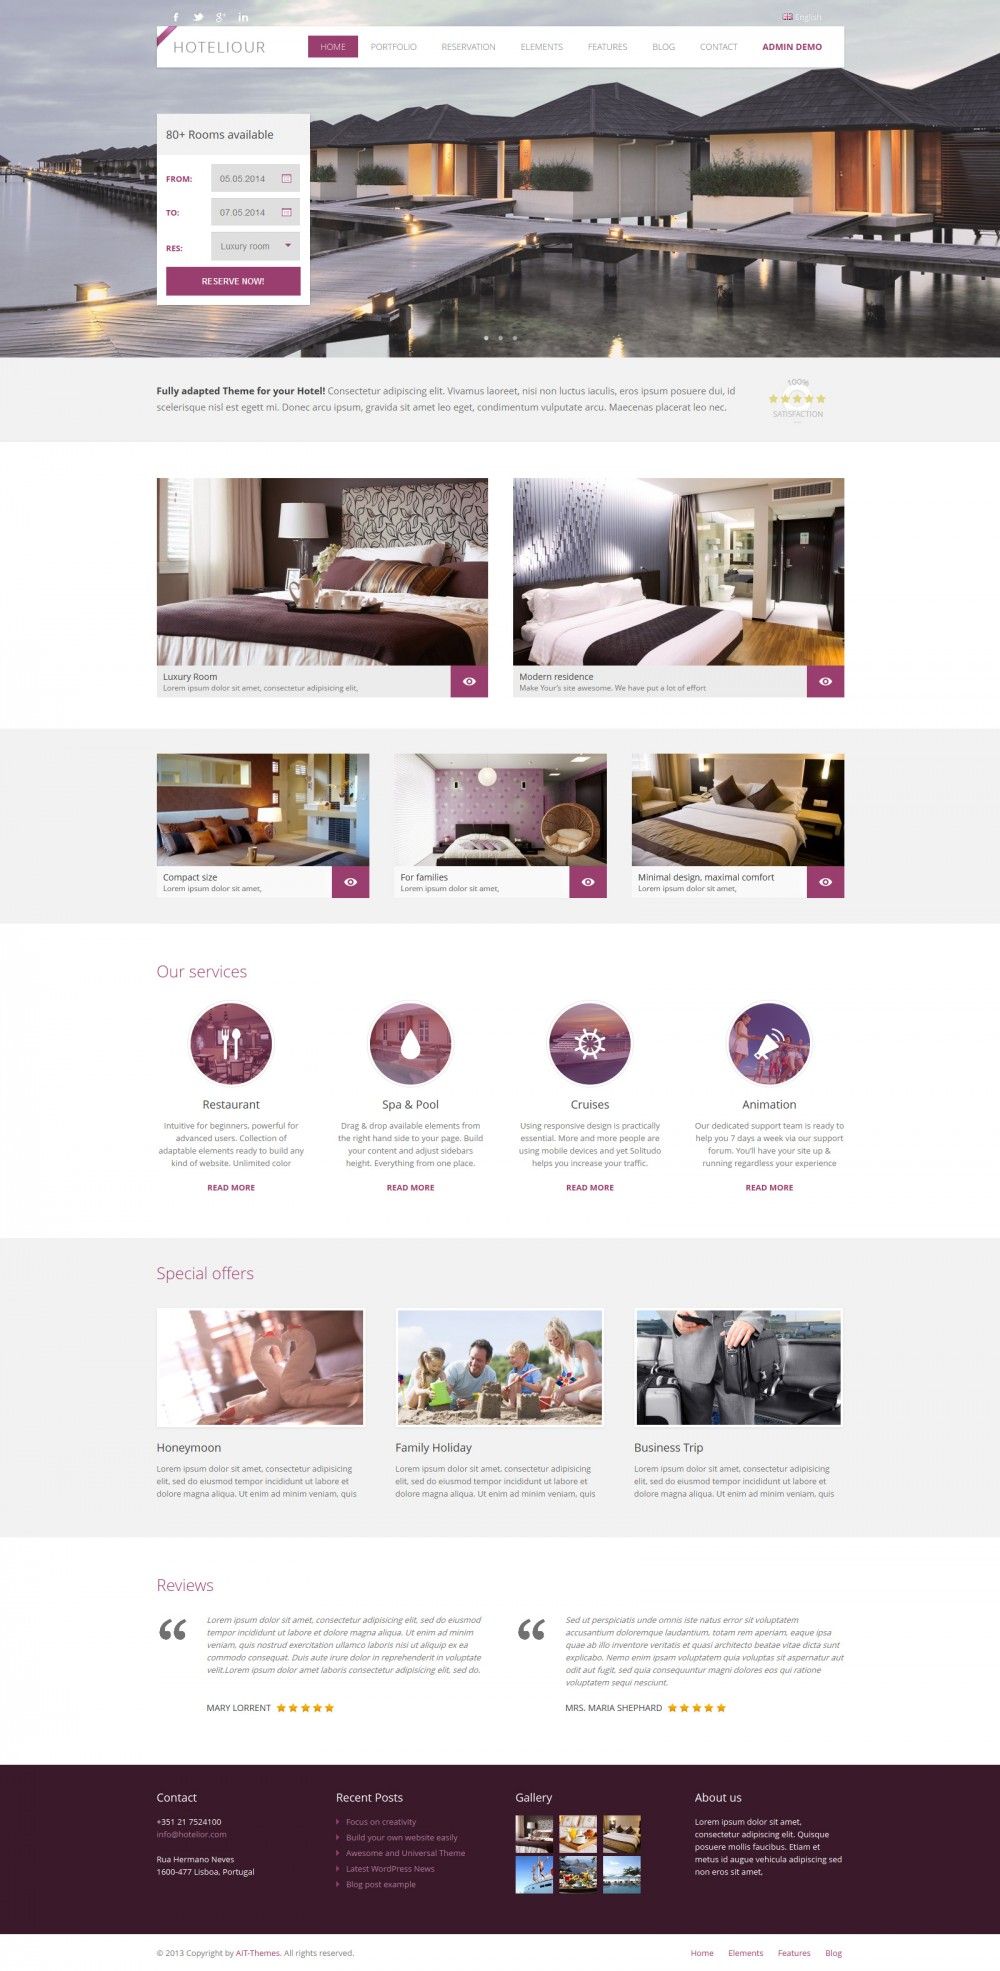 English
HOTELIOUR
HOME PORTFOLIO RESERVATION ELEMENTS FEATURES BLOG CONTACT ADMIN DEMO
80+ Rooms available
FROM: 05.05.2014
TO: 07.05.2014
RES: Luxury room
RESERVE NOW!
Fully adapted Theme for your Hotel! Consectetur adipiscing elit. Vivamus laoreet, nisi non luctus iaculis, eros ipsum posuere dui, id
scelerisque nisl est egett mi. Donec arcu ipsum, gravida sit amet leo eget, condimentum vulputate arcu. Maecenas placerat leo nec.
100%
SATISFACTION
Luxury Room
Lorem ipsum dolor sit amet, consectetur adipisicing elit,
Modern residence
Make Your's site awesome. We have put a lot of effort
Compact size
Lorem ipsum dolor sit amet,
For families
Lorem ipsum dolor sit amet,
Minimal design, maximal comfort
Lorem ipsum dolor sit amet,
Our services
Restaurant
Intuitive for beginners, powerful for
advanced users. Collection of
adaptable elements ready to build any
kind of website. Unlimited color
READ MORE
Spa & Pool
Drag & drop available elements from
the right hand side to your page. Build
your content and adjust sidebars
height. Everything from one place.
READ MORE
Cruises
Using responsive design is practically
essential. More and more people are
using mobile devices and yet Solitudo
helps you increase your traffic.
READ MORE
Animation
Our dedicated support team is ready to
help you 7 days a week via our support
forum. You'll have your site up &
running regardless your experience
READ MORE
Special offers
Honeymoon
Lorem ipsum dolor sit amet, consectetur adipisicing
elit, sed do eiusmod tempor incididunt ut labore et
dolore magna aliqua. Ut enim ad minim veniam, quis
Family Holiday
Lorem ipsum dolor sit amet, consectetur adipisicing
elit, sed do eiusmod tempor incididunt ut labore et
dolore magna aliqua. Ut enim ad minim veniam, quis
Business Trip
Lorem ipsum dolor sit amet, consectetur adipisicing
elit, sed do eiusmod tempor incididunt ut labore et
dolore magna aliqua. Ut enim ad minim veniam, quis
Reviews
Lorem ipsum dolor sit amet, consectetur adipisicing elit, sed do eiusmod
tempor incididunt ut labore et dolore magna aliqua. Ut enim ad minim
veniam, quis nostrud exercitation ullamco laboris nisi ut aliquip ex ea
commodo consequat. Duis aute irure dolor in reprehenderit in voluptate
velit.Lorem ipsum dolor amet laboris consectetur adipisicing elit, sed do.
MARY LORRENT
Sed ut perspiciatis unde omnis iste natus error sit voluptatem
accusantium doloremque laudantium, totam rem aperiam, eaque ipsa
quae ab illo inventore veritatis et quasi architecto beatae vitae dicta sunt
explicabo. Nemo enim ipsam voluptatem quia voluptas sit aspernatur aut
odit aut fugit, sed quia consequuntur magni dolores eos qui ratione
voluptatem sequi nesciunt.
MRS. MARIA SHEPHARD
Contact
+351 21 7524100
info@hotelior.com
Rua Hermano Neves
1600-477 Lisboa, Portugal
Recent Posts
Focus on creativity
Build your own website easily
Awesome and Universal Theme
Latest WordPress News
Blog post example
Gallery
About us
Lorem ipsum dolor sit amet,
consectetur adipiscing elit. Quisque
posuere mollis faucibus. Etiam et
metus id augue vehicula adipiscing sed
non eros sit amet,
© 2013 Copyright by AIT-Themes. All rights reserved.
Home Elements Features Blog